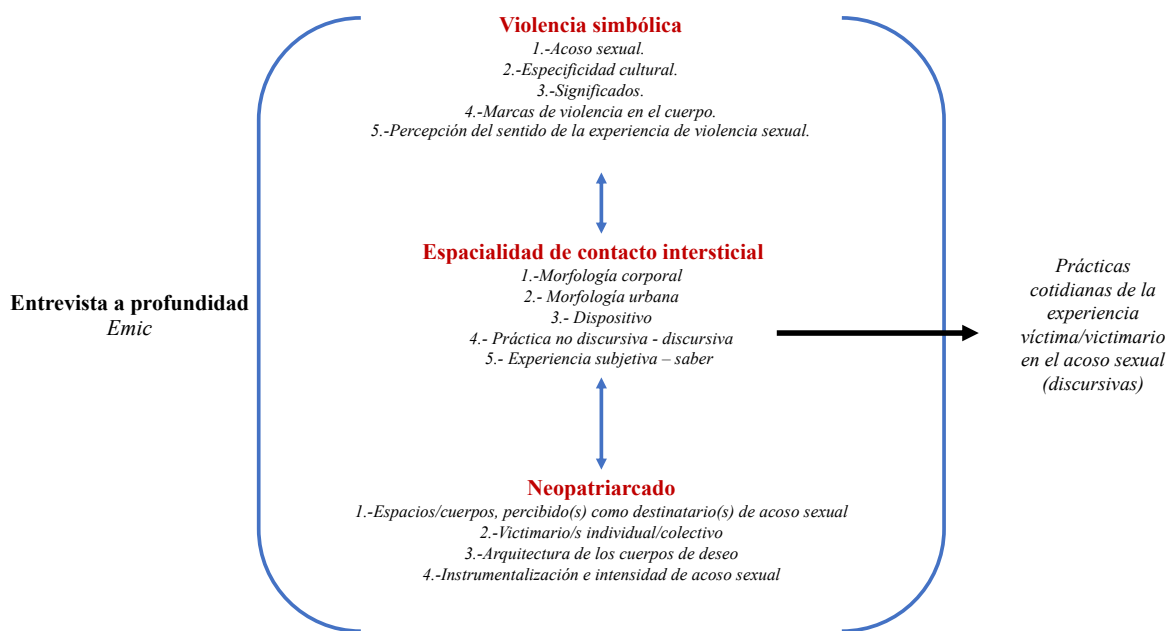 Violencia simbólica
1.-Acoso sexual.
2.-Especificidad cultural.
3.-Significados.
4.-Marcas de violencia en el cuerpo.
5.-Percepción del sentido de la experiencia de violencia sexual.
Entrevista a profundidad
Emic
Espacialidad de contacto intersticial
1.-Morfología corporal
2.- Morfología urbana
3.- Dispositivo
4.- Práctica no discursiva - discursiva
5.- Experiencia subjetiva – saber
Prácticas
cotidianas de la
experiencia
víctima/victimario
en el acoso sexual
(discursivas)
Neopatriarcado
1.-Espacios/cuerpos, percibido(s) como destinatario(s) de acoso sexual
2.-Victimario/s individual/colectivo
3.-Arquitectura de los cuerpos de deseo
4.-Instrumentalización e intensidad de acoso sexual